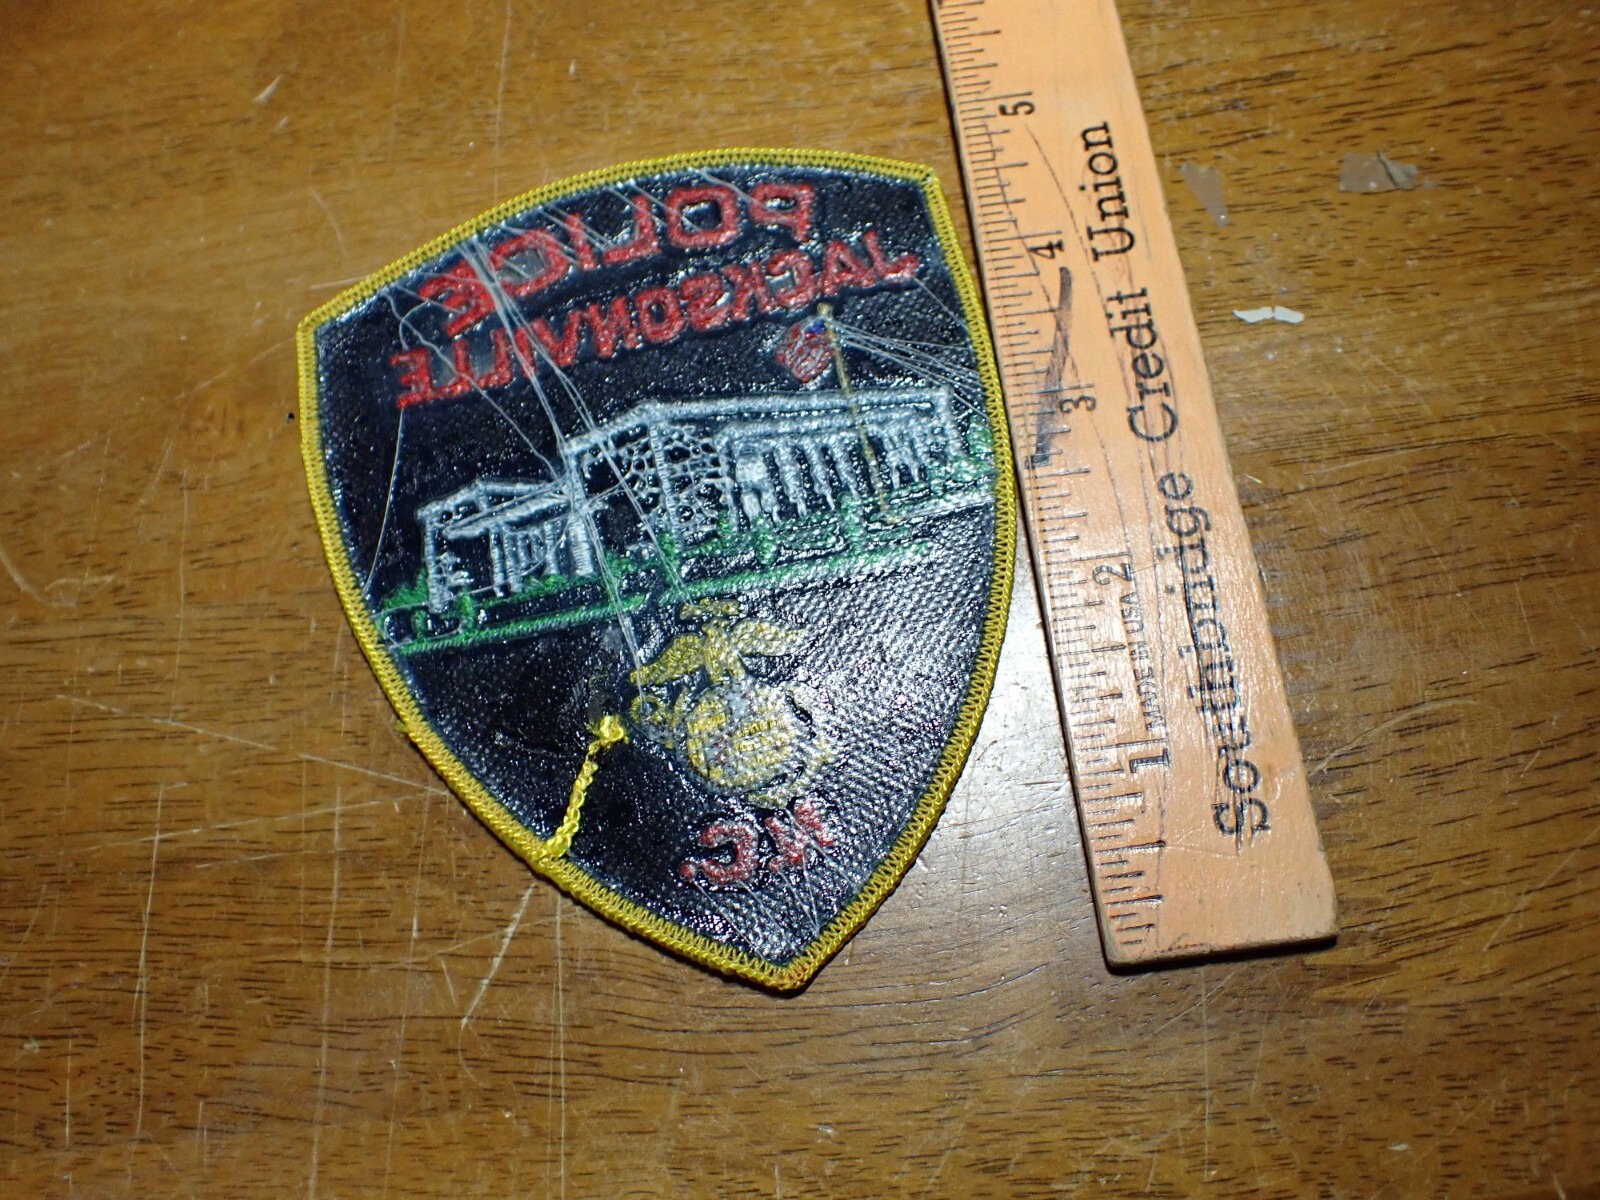 POLICE
JACKSONVILLE
N.C.
Southbridge Credit Union
MADE IN USA
1
2
3
4
5